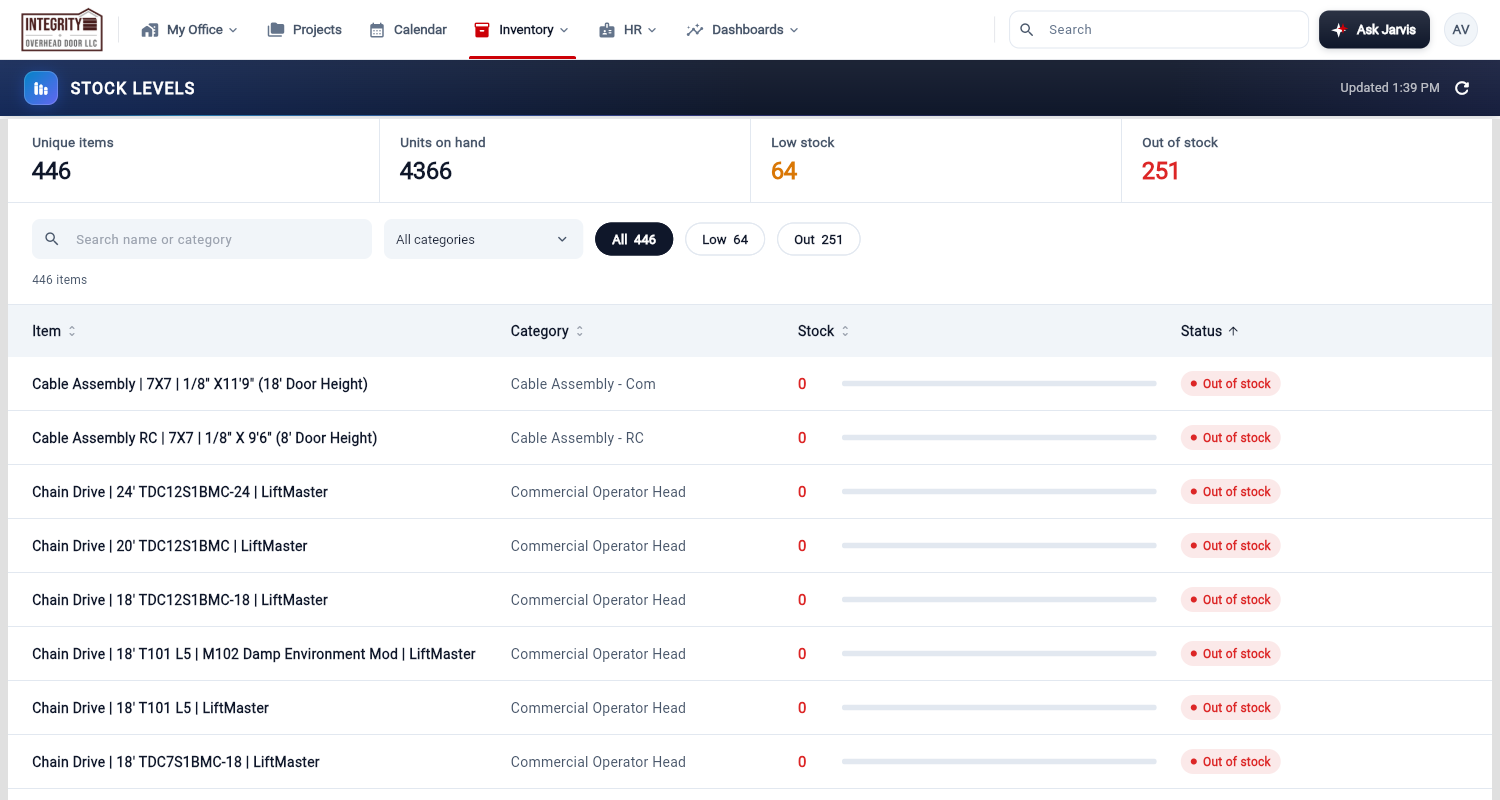 INTEGRITY
OVERHEAD DOOR LLC
My Office
Projects
Calendar
Inventory
HR
Dashboards
Search
Ask Jarvis
AV
STOCK LEVELS
Updated 1:39 PM
Unique items
446
Units on hand
4366
Low stock
64
Out of stock
251
Search name or category
All categories
All 446
Low 64
Out 251
446 items
Item Category Stock Status
Cable Assembly | 7X7 | 1/8" X11'9" (18' Door Height) Cable Assembly - Com 0 Out of stock
Cable Assembly RC | 7X7 | 1/8" X 9'6" (8' Door Height) Cable Assembly - RC 0 Out of stock
Chain Drive | 24' TDC12S1BMC-24 | LiftMaster Commercial Operator Head 0 Out of stock
Chain Drive | 20' TDC12S1BMC | LiftMaster Commercial Operator Head 0 Out of stock
Chain Drive | 18' TDC12S1BMC-18 | LiftMaster Commercial Operator Head 0 Out of stock
Chain Drive | 18' T101 L5 | M102 Damp Environment Mod | LiftMaster Commercial Operator Head 0 Out of stock
Chain Drive | 18' T101 L5 | LiftMaster Commercial Operator Head 0 Out of stock
Chain Drive | 18' TDC7S1BMC-18 | LiftMaster Commercial Operator Head 0 Out of stock